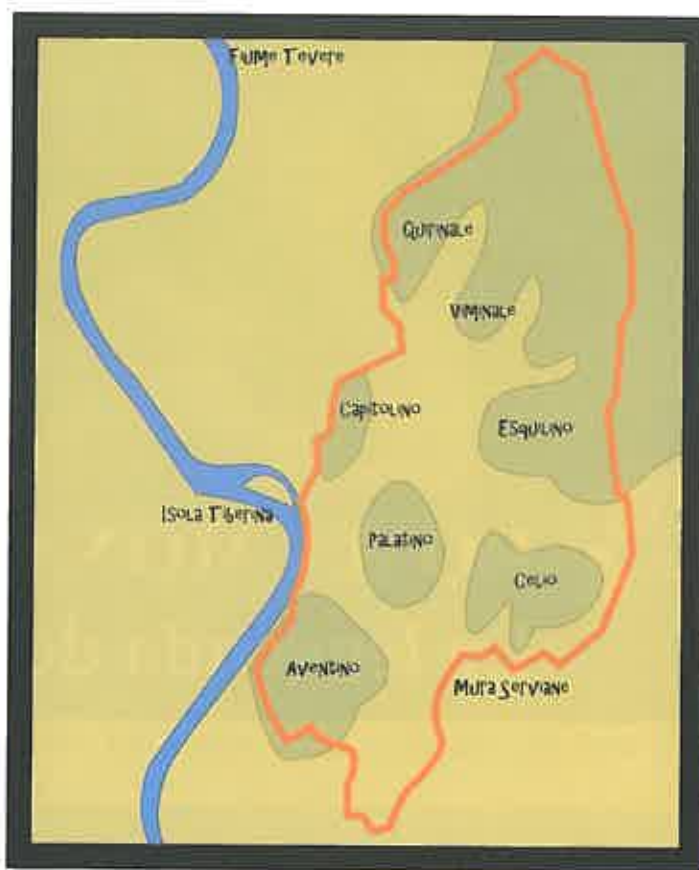 Fiume Tevere
Quirinale
Viminale
Capitolino
Esquilino
Isola Tiberina
Palatino
Celio
Aventino
Mura Serviane